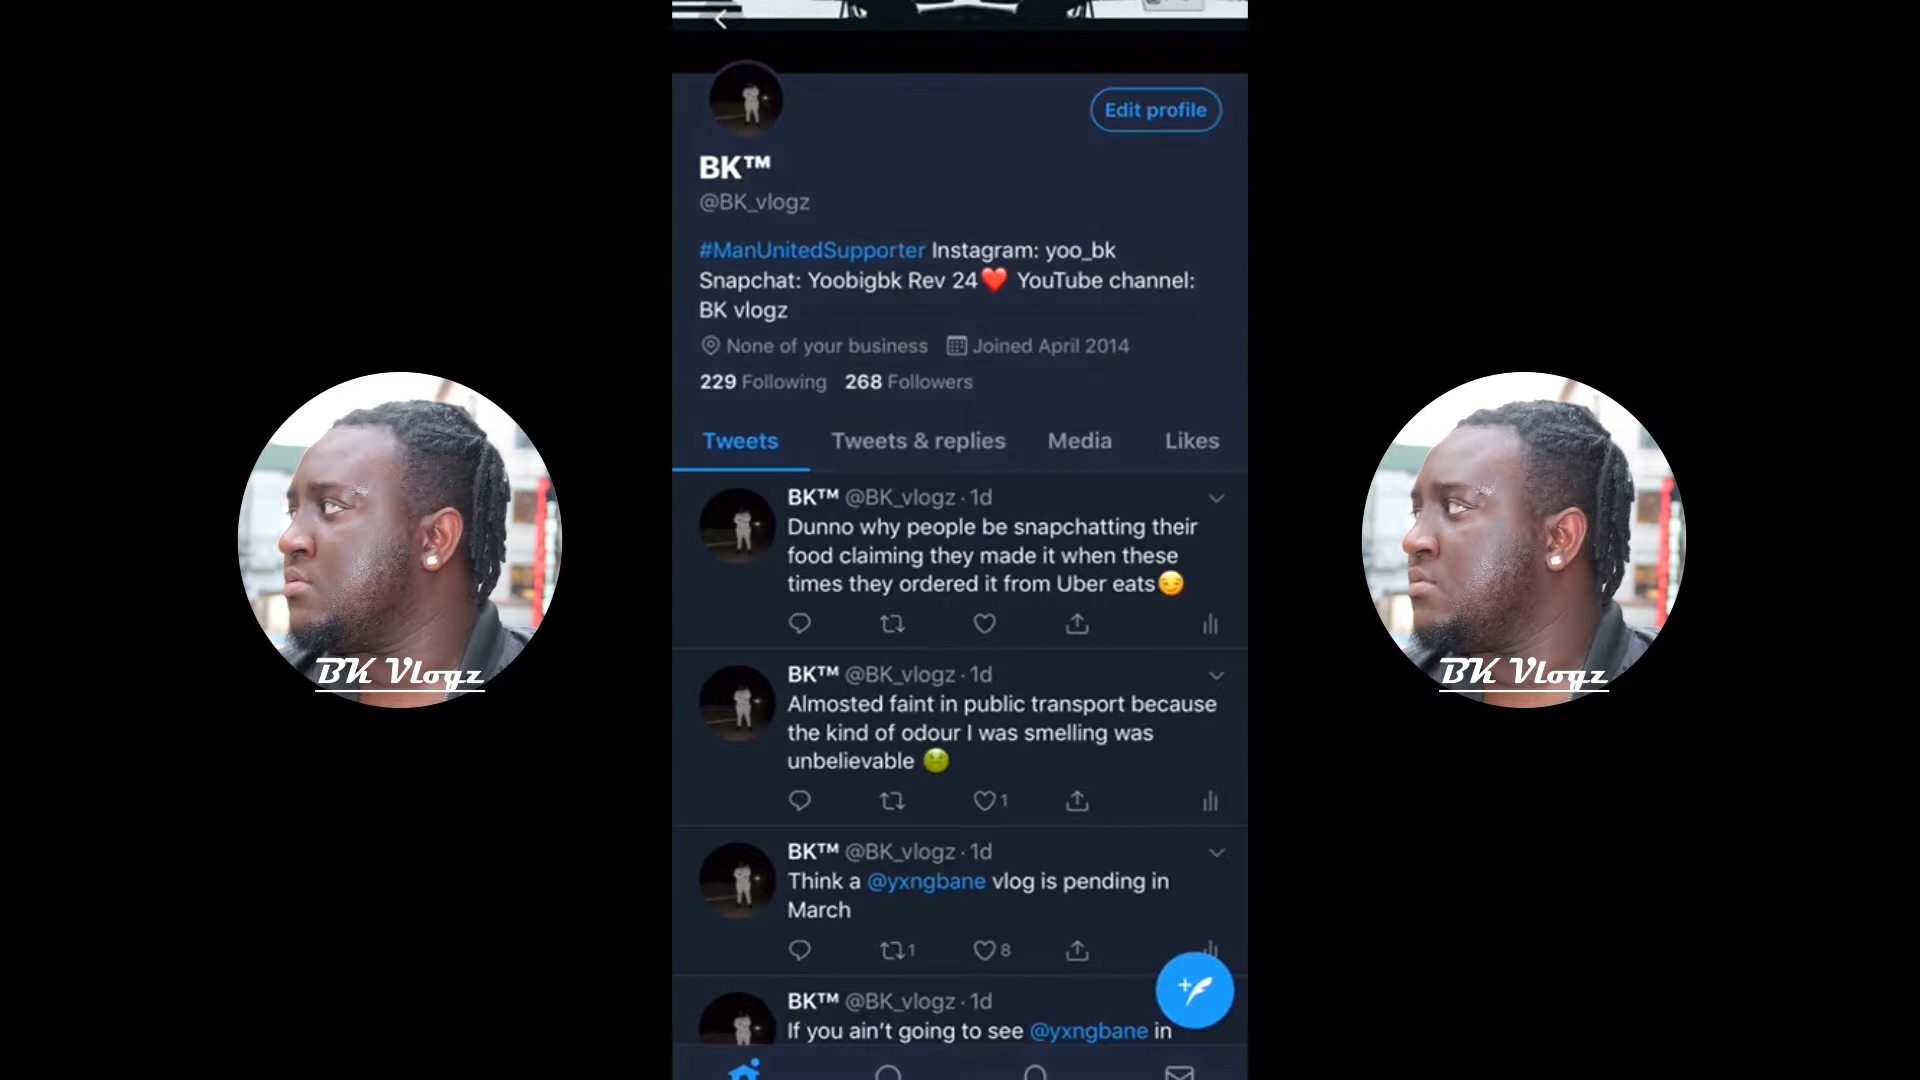 Edit profile
BK™
@BK_vlogz
#ManUnitedSupporter Instagram: yoo_bk
Snapchat: Yoobigbk Rev 24❤️ YouTube channel:
BK vlogz
None of your business Joined April 2014
229 Following 268 Followers
Tweets Tweets & replies Media Likes
BK™ @BK_vlogz · 1d
Dunno why people be snapchatting their
food claiming they made it when these
times they ordered it from Uber eats😏
BK™ @BK_vlogz · 1d
Almosted faint in public transport because
the kind of odour I was smelling was
unbelievable 🤢
1
BK™ @BK_vlogz · 1d
Think a @yxngbane vlog is pending in
March
1 8
BK™ @BK_vlogz · 1d
If you ain't going to see @yxngbane in
BK Vlogz
BK Vlogz